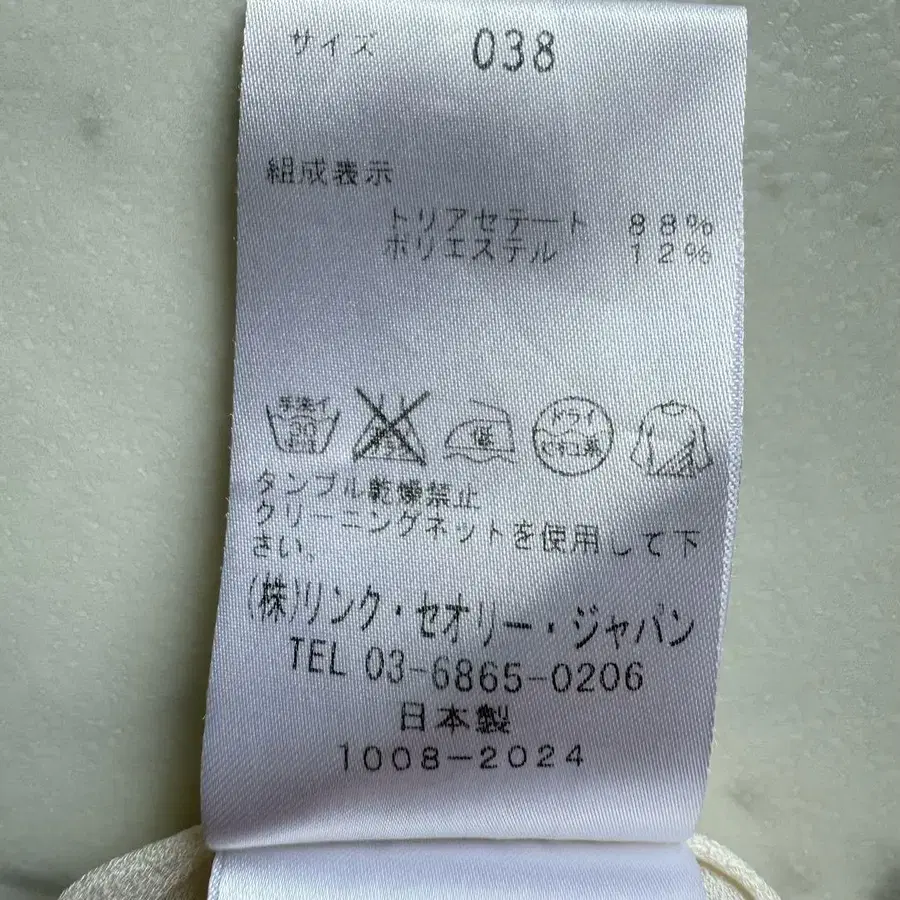 サイズ 038
組成表示
トリアセテート 88%
ポリエステル 12%
手洗イ 30 低 ドライ セキユ系
タンブル乾燥禁止
クリーニングネットを使用して下
さい。
(株)リンク・セオリー・ジャパン
TEL 03-6865-0206
日本製
1008-2024